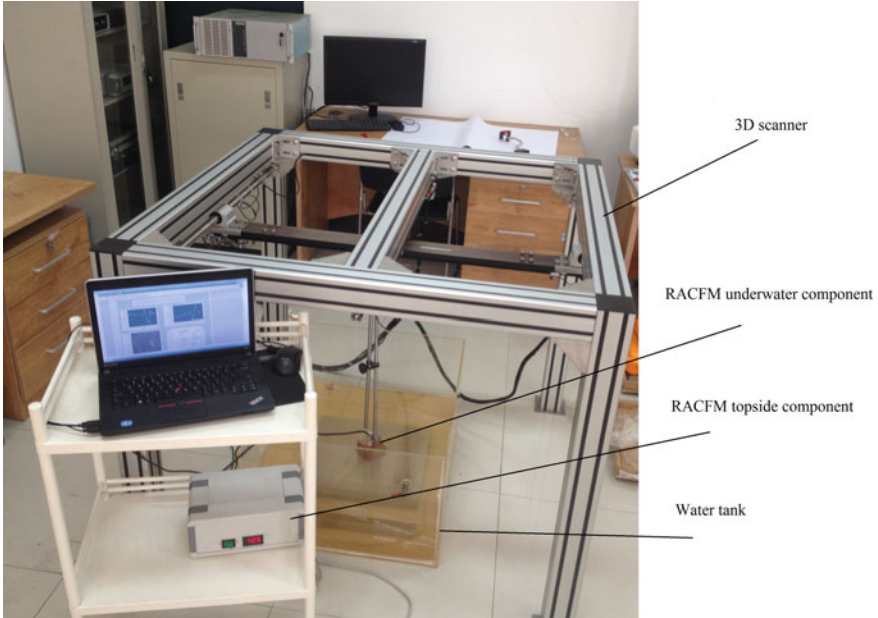 3D scanner
RACFM underwater component
RACFM topside component
Water tank